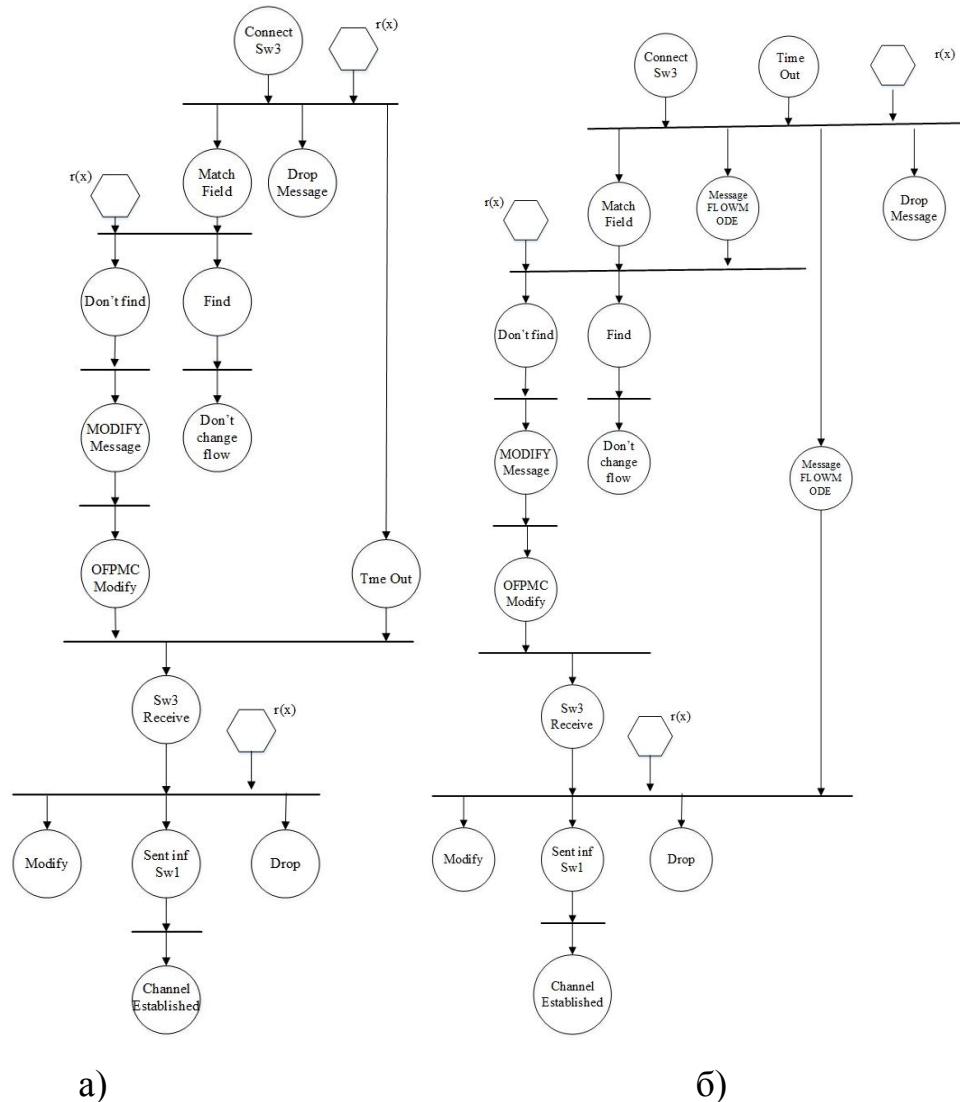 Connect
Sw3
r(x)
Match
Field
Drop
Message
r(x)
Don't find
Find
MODIFY
Message
Don't
change
flow
OFPMC
Modify
Tme Out
Sw3
Receive
r(x)
Modify
Sent inf
Sw1
Drop
Channel
Established
а)
Connect
Sw3
Time
Out
r(x)
Match
Field
Message
FLOWM
ODE
Drop
Message
r(x)
Don't find
Find
MODIFY
Message
Don't
change
flow
Message
FLOWM
ODE
OFPMC
Modify
Sw3
Receive
r(x)
Modify
Sent inf
Sw1
Drop
Channel
Established
б)